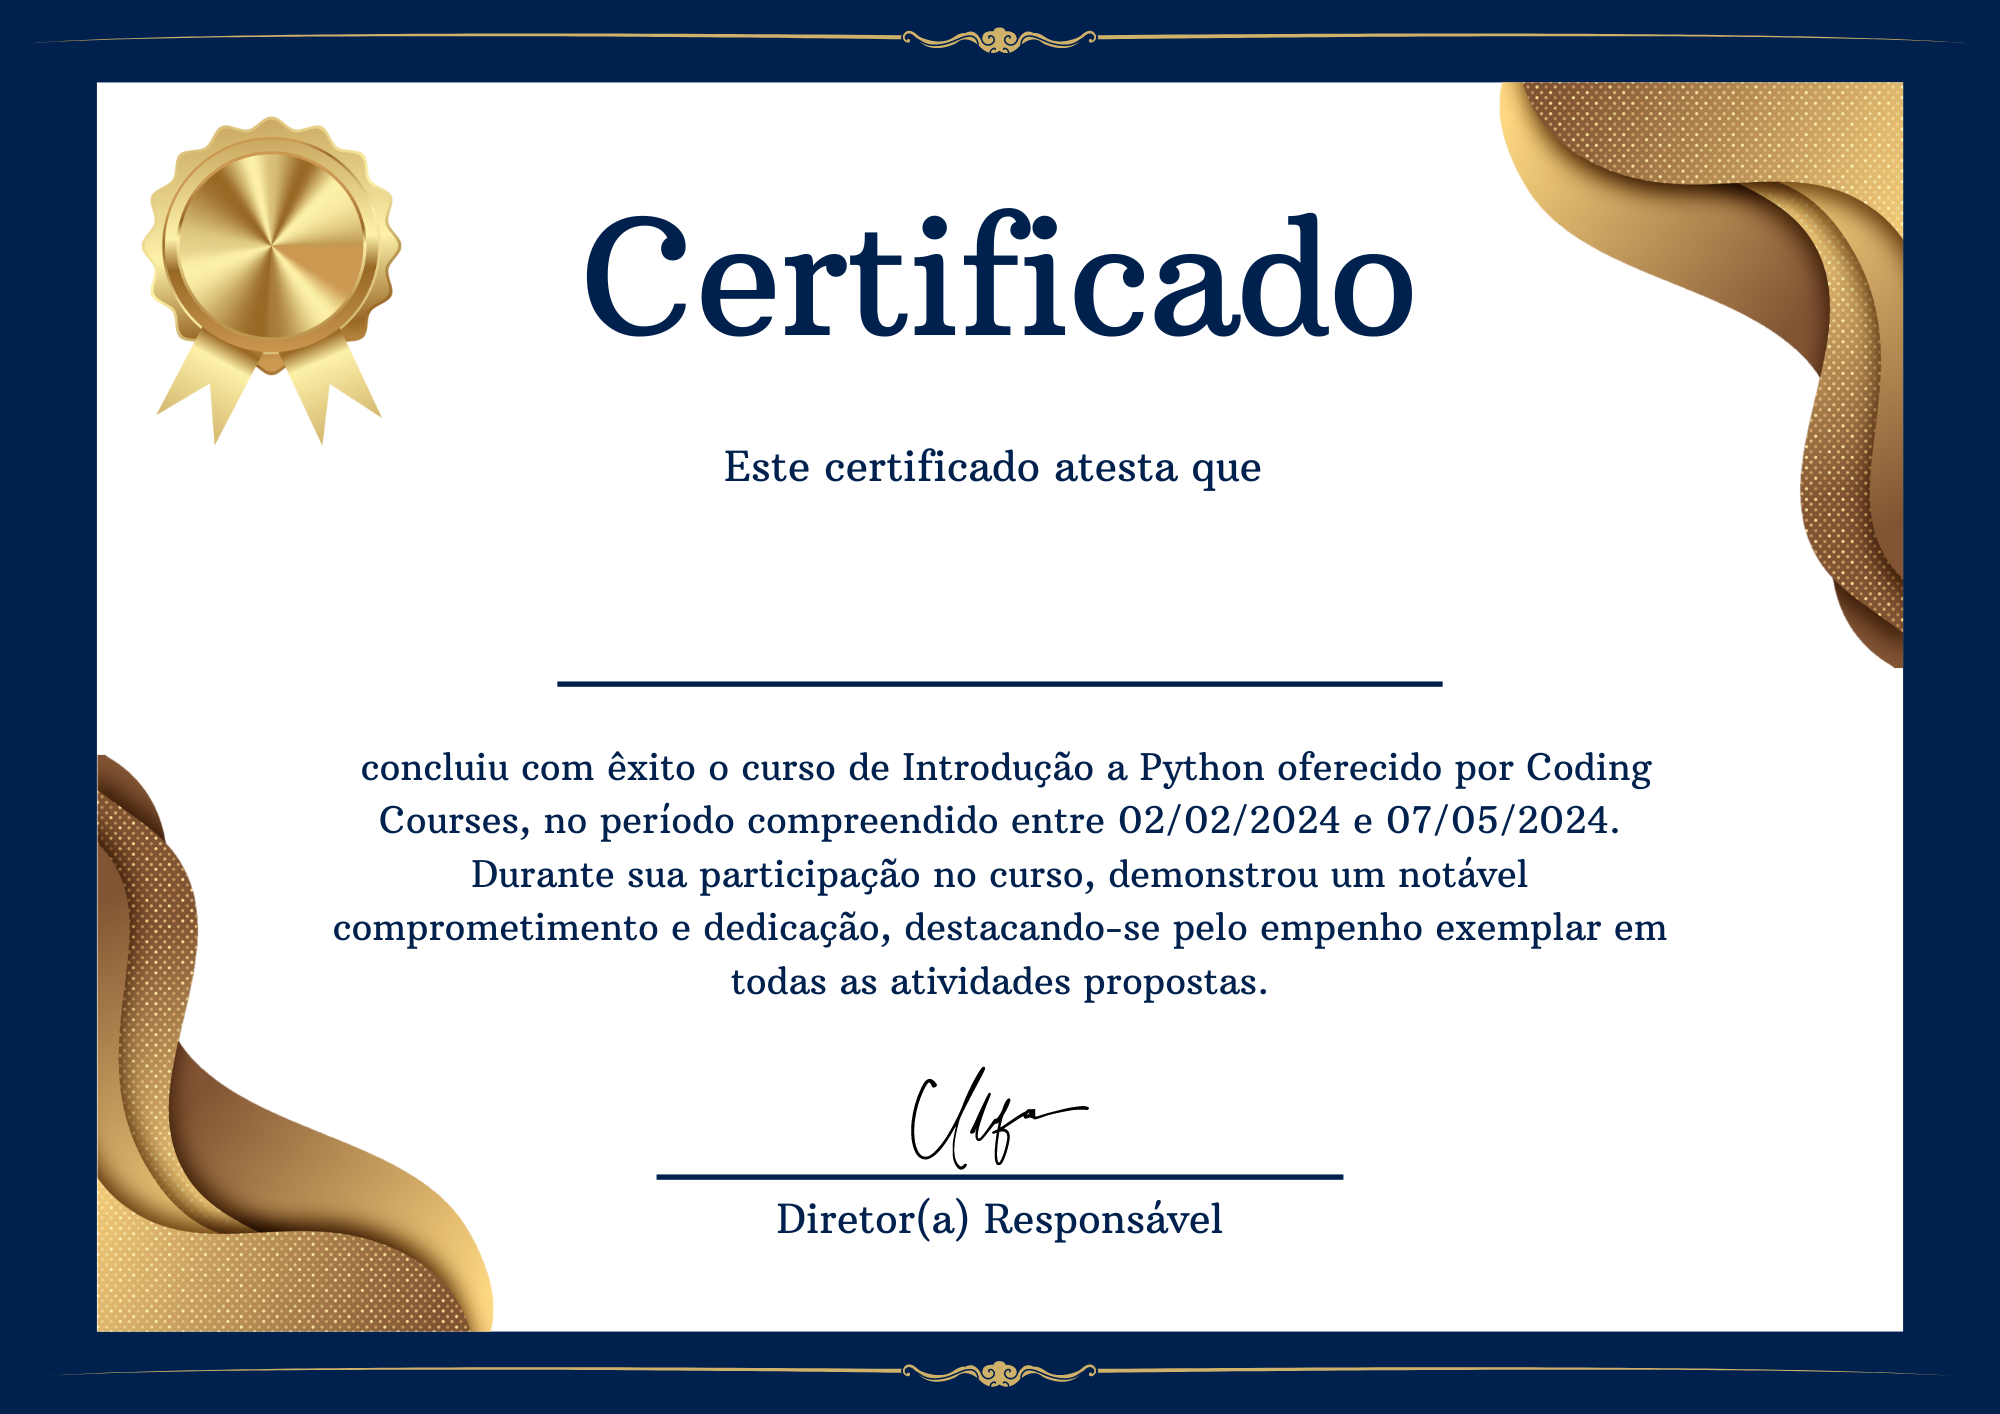 Certificado
Este certificado atesta que
concluiu com êxito o curso de Introdução a Python oferecido por Coding
Courses, no período compreendido entre 02/02/2024 e 07/05/2024.
Durante sua participação no curso, demonstrou um notável
comprometimento e dedicação, destacando-se pelo empenho exemplar em
todas as atividades propostas.
Diretor(a) Responsável